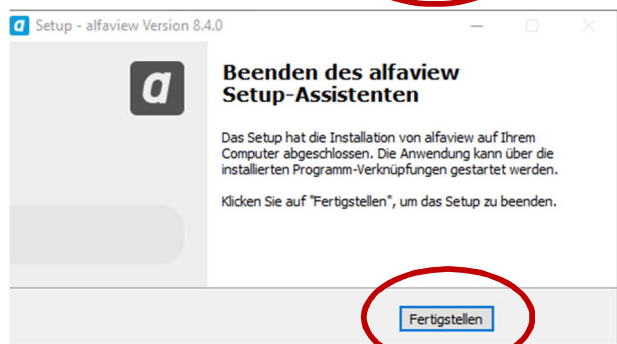 a Setup - alfaview Version 8.4.0
a
Beenden des alfaview
Setup-Assistenten
Das Setup hat die Installation von alfaview auf Ihrem
Computer abgeschlossen. Die Anwendung kann über die
installierten Programm-Verknüpfungen gestartet werden.
Klicken Sie auf "Fertigstellen", um das Setup zu beenden.
Fertigstellen